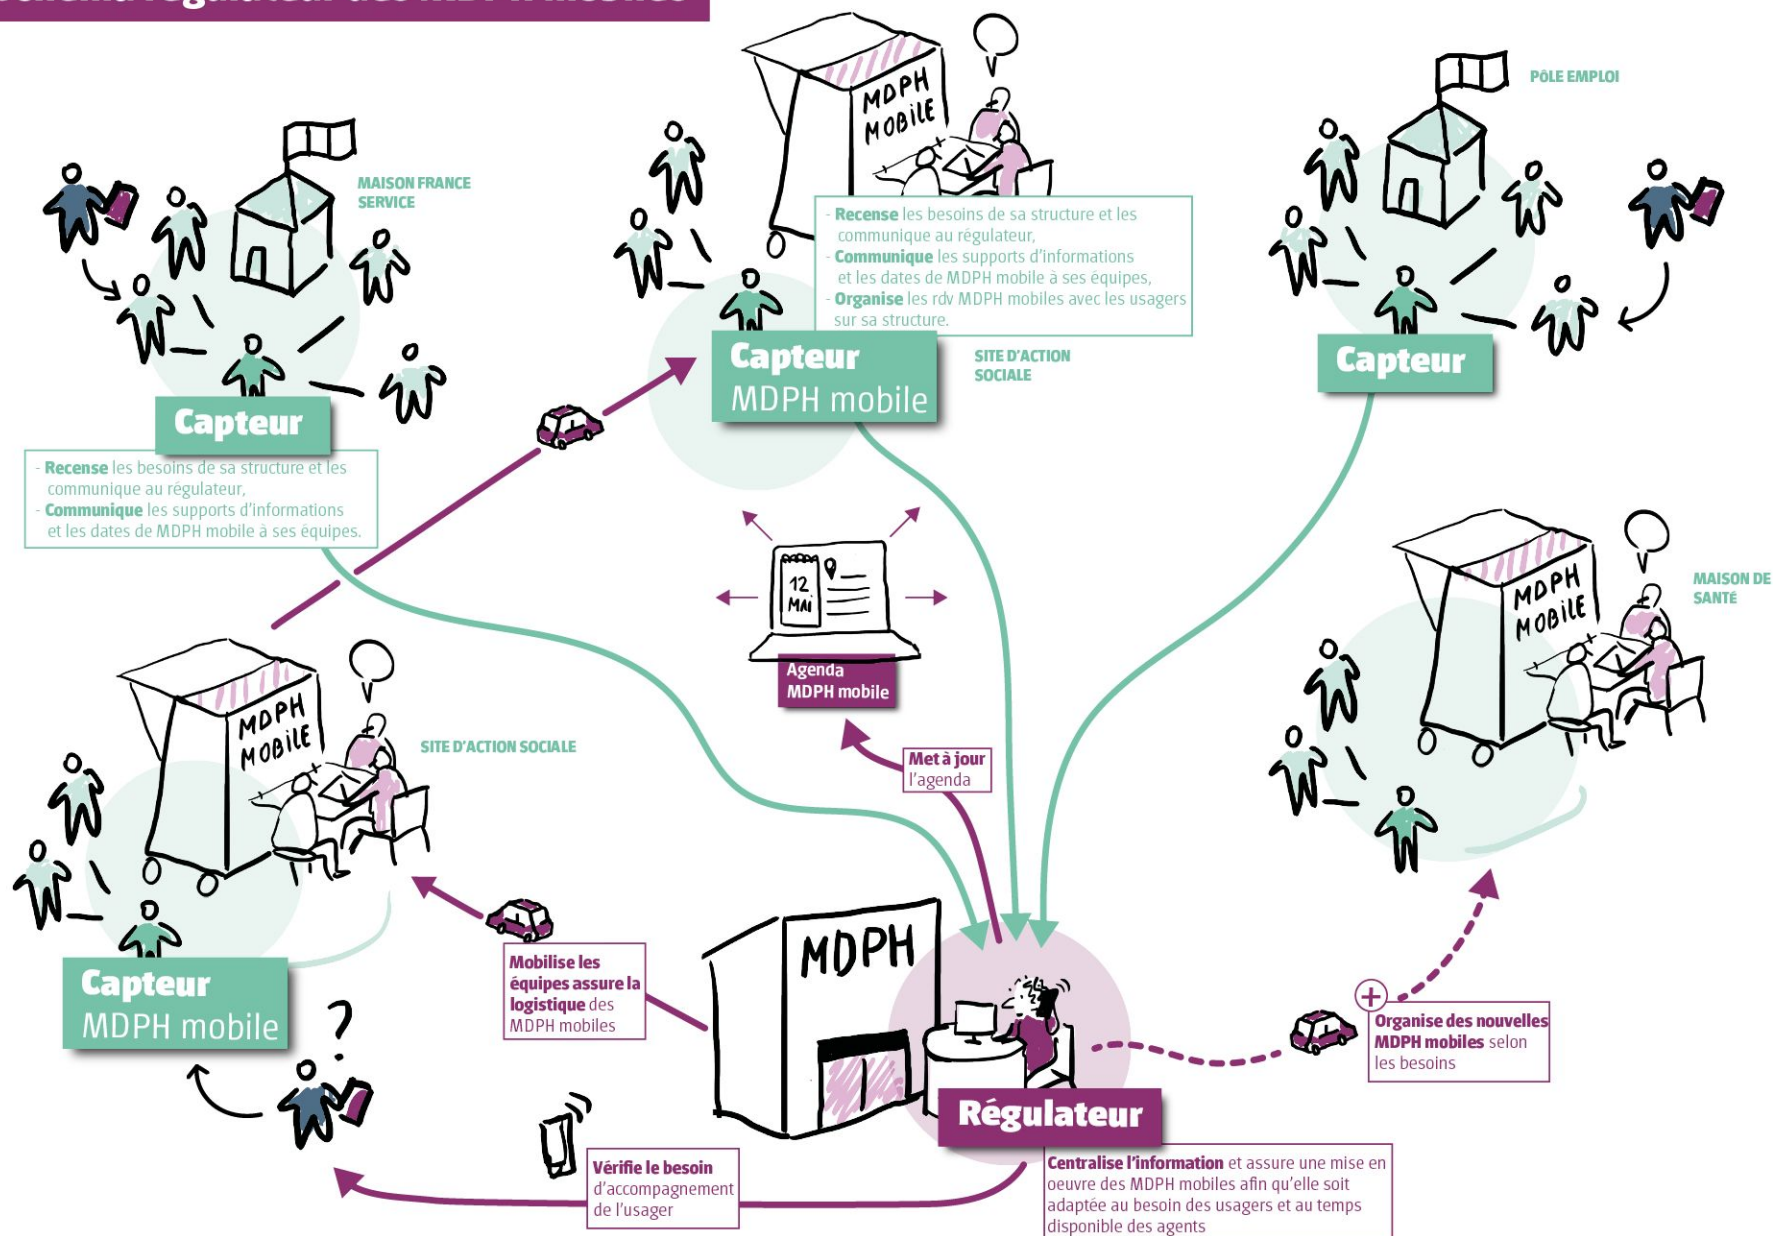 Schéma régulateur des MDPH mobiles
MDPH
MOBILE
PÔLE EMPLOI
MAISON FRANCE
SERVICE
- Recense les besoins de sa structure et les
communique au régulateur,
- Communique les supports d'informations
et les dates de MDPH mobile à ses équipes,
- Organise les rdv MDPH mobiles avec les usagers
sur sa structure.
Capteur
MDPH mobile
SITE D'ACTION
SOCIALE
Capteur
Capteur
- Recense les besoins de sa structure et les
communique au régulateur,
- Communique les supports d'informations
et les dates de MDPH mobile à ses équipes.
12
MAI
Agenda
MDPH mobile
MDPH
MOBILE
MAISON DE
SANTÉ
MDPH
MOBILE
SITE D'ACTION SOCIALE
Met à jour
l'agenda
Capteur
MDPH mobile
?
Mobilise les
équipes assure la
logistique des
MDPH mobiles
MDPH
+
Organise des nouvelles
MDPH mobiles selon
les besoins
Régulateur
Vérifie le besoin
d'accompagnement
de l'usager
Centralise l'information et assure une mise en
oeuvre des MDPH mobiles afin qu'elle soit
adaptée au besoin des usagers et au temps
disponible des agents